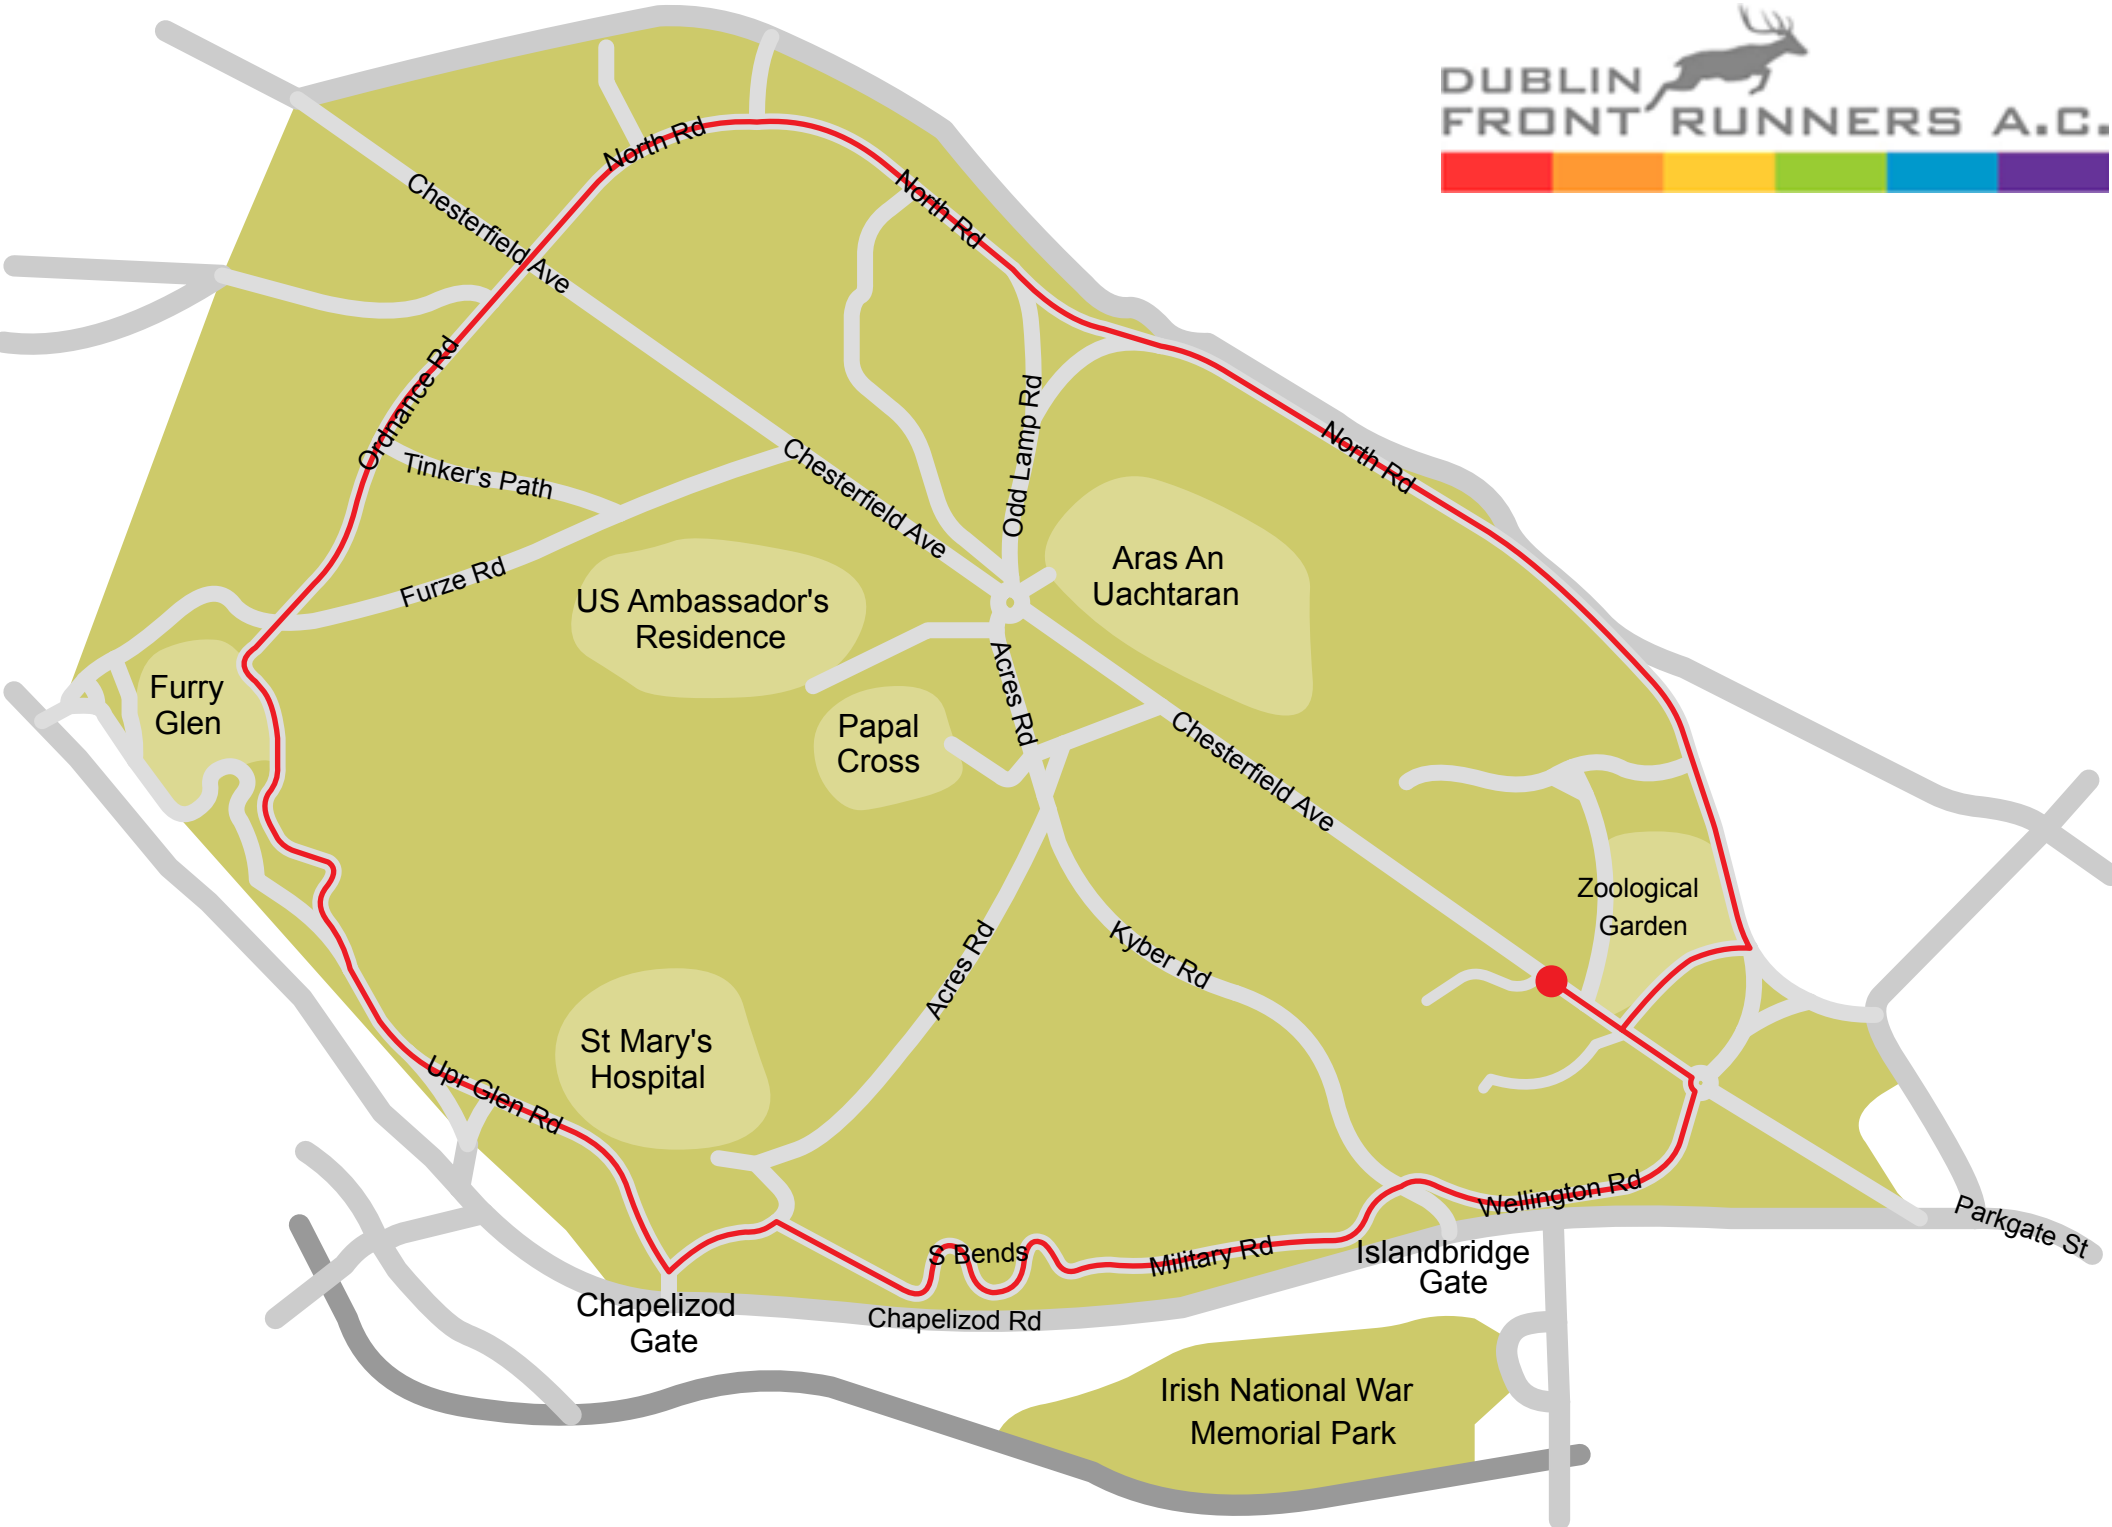 DUBLIN
FRONT RUNNERS A.C.
North Rd
North Rd
Chesterfield Ave
Ordnance Rd
Tinker's Path
Chesterfield Ave
Odd Lamp Rd
North Rd
Furze Rd
US Ambassador's
Residence
Aras An
Uachtaran
Acres Rd
Furry
Glen
Papal
Cross
Chesterfield Ave
Zoological
Garden
Acres Rd
Kyber Rd
St Mary's
Hospital
Upr Glen Rd
Wellington Rd
Parkgate St
S Bends
Military Rd
Islandbridge
Gate
Chapelizod
Gate
Chapelizod Rd
Irish National War
Memorial Park